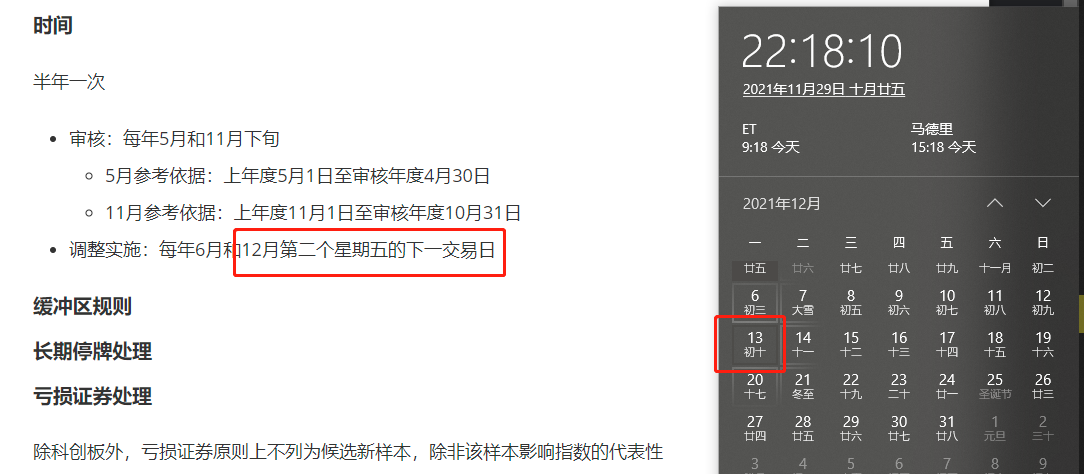 时间
半年一次
审核：每年5月和11月下旬
5月参考依据：上年度5月1日至审核年度4月30日
11月参考依据：上年度11月1日至审核年度10月31日
调整实施：每年6月和12月第二个星期五的下一交易日
缓冲区规则
长期停牌处理
亏损证券处理
除科创板外，亏损证券原则上不列为候选新样本，除非该样本影响指数的代表性
22:18:10
2021年11月29日 十月廿五
ET 马德里
9:18 今天 15:18 今天
2021年12月
一 二 三 四 五 六 日
廿五 廿六 廿七 廿八 廿九 十一月 初二
6 7 8 9 10 11 12
初三 大雪 初五 初六 初七 初八 初九
13 14 15 16 17 18 19
初十 十一 十二 十三 十四 十五 十六
20 21 22 23 24 25 26
十七 冬至 十九 二十 廿一 圣诞节 廿三
27 28 29 30 31 1 2
廿四 廿五 廿六 廿七 廿八 元旦 三十
3 4 5 6 7 8 9